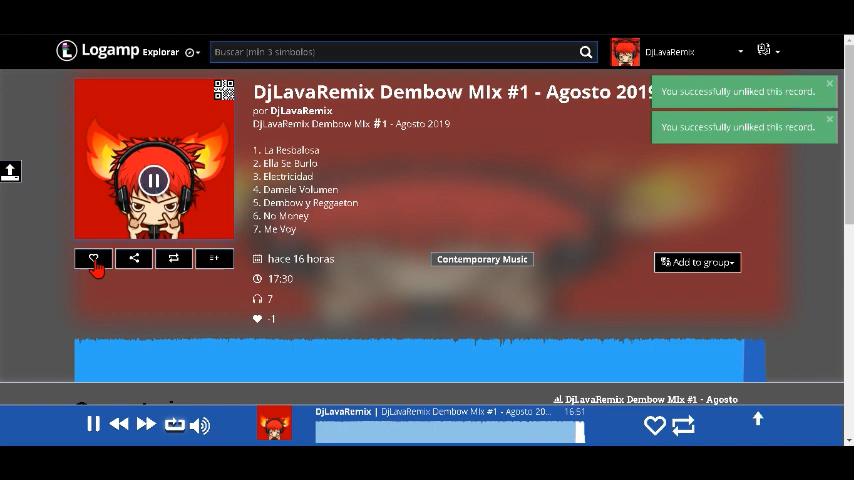 Logamp Explorar
Buscar (min 3 simbolos)
DjLavaRemix
DjLavaRemix Dembow MIx #1 - Agosto 2019
You successfully unliked this record.
You successfully unliked this record.
por DjLavaRemix
DjLavaRemix Dembow MIx #1 - Agosto 2019
1. La Resbalosa
2. Ella Se Burlo
3. Electricidad
4. Damele Volumen
5. Dembow y Reggaeton
6. No Money
7. Me Voy
hace 16 horas
Contemporary Music
Add to group
17:30
7
-1
DjLavaRemix Dembow MIx #1 - Agosto
DjLavaRemix | DjLavaRemix Dembow MIx #1 - Agosto 20...
16:51